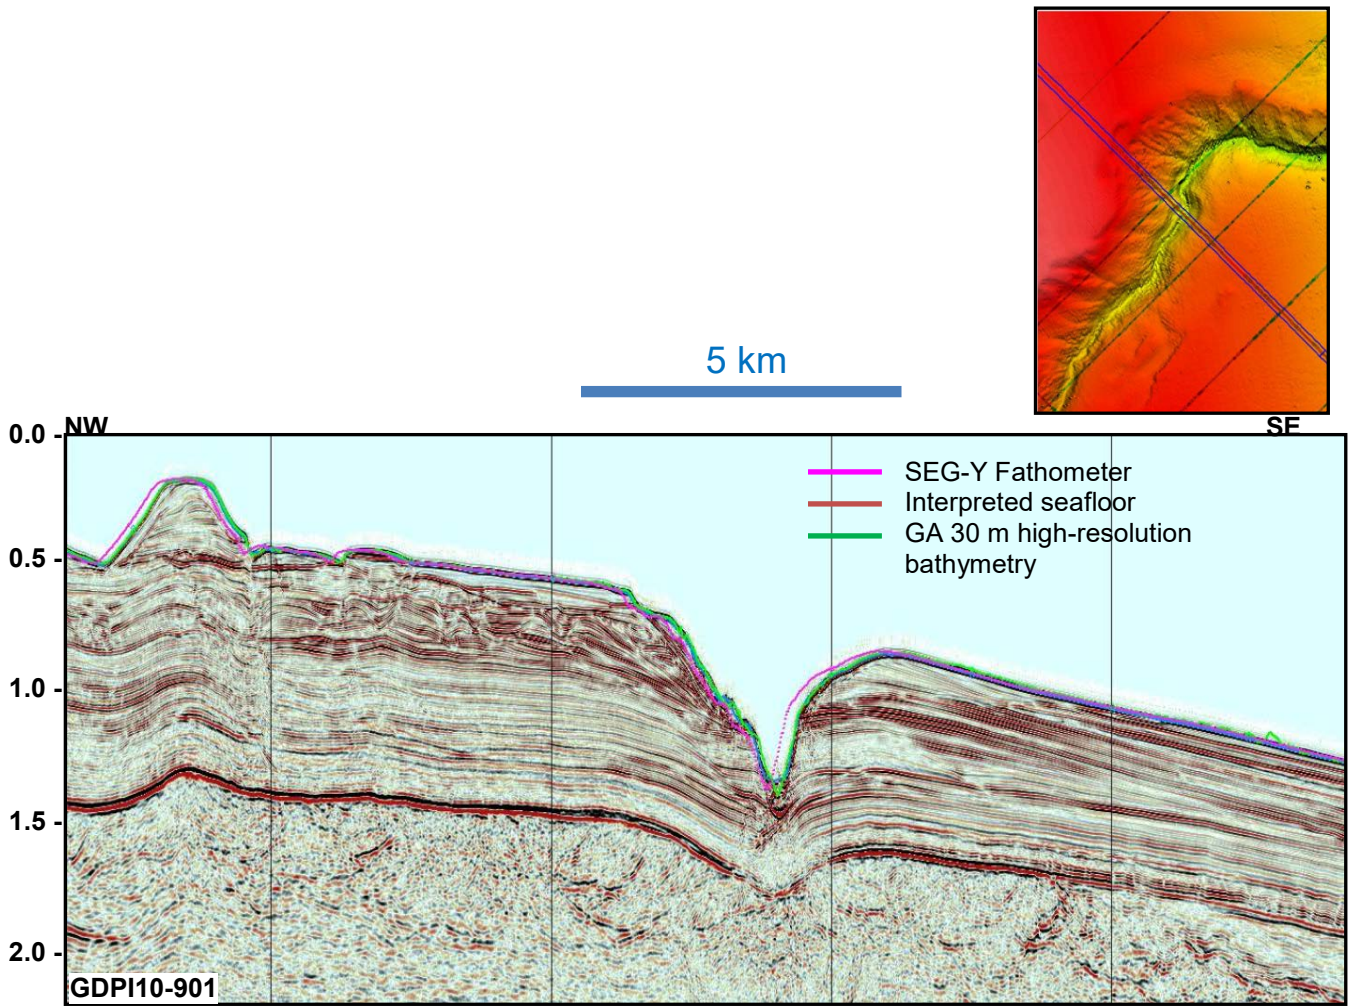 5 km
NW
SE
0.0 -
SEG-Y Fathometer
Interpreted seafloor
GA 30 m high-resolution
bathymetry
0.5 -
1.0 -
1.5 -
2.0 -
GDPI10-901